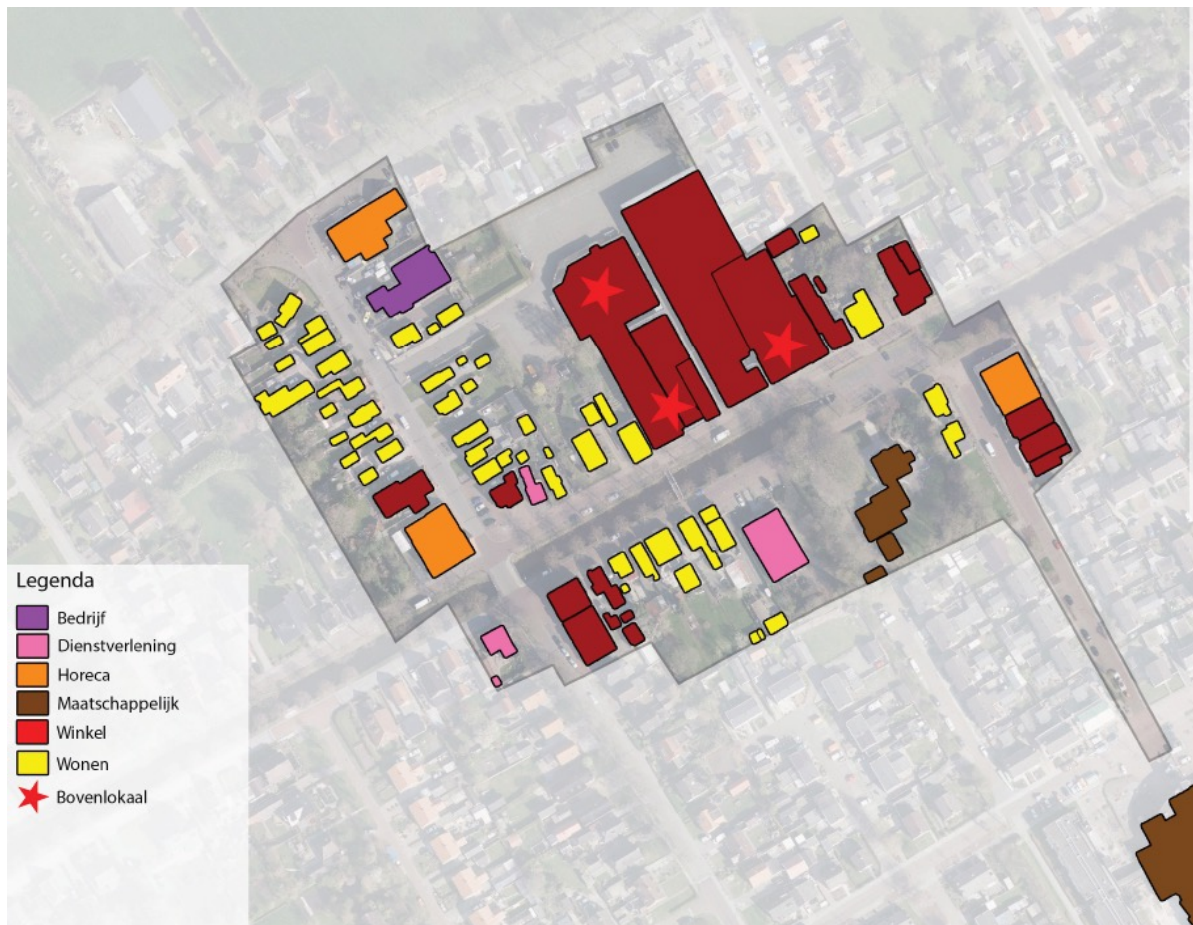 Legenda
Bedrijf
Dienstverlening
Horeca
Maatschappelijk
Winkel
Wonen
Bovenlokaal